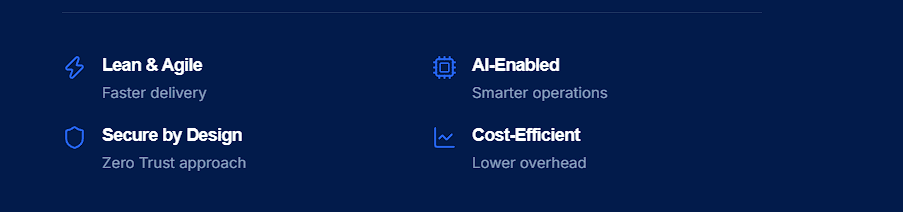 Lean & Agile
Faster delivery
AI-Enabled
Smarter operations
Secure by Design
Zero Trust approach
Cost-Efficient
Lower overhead